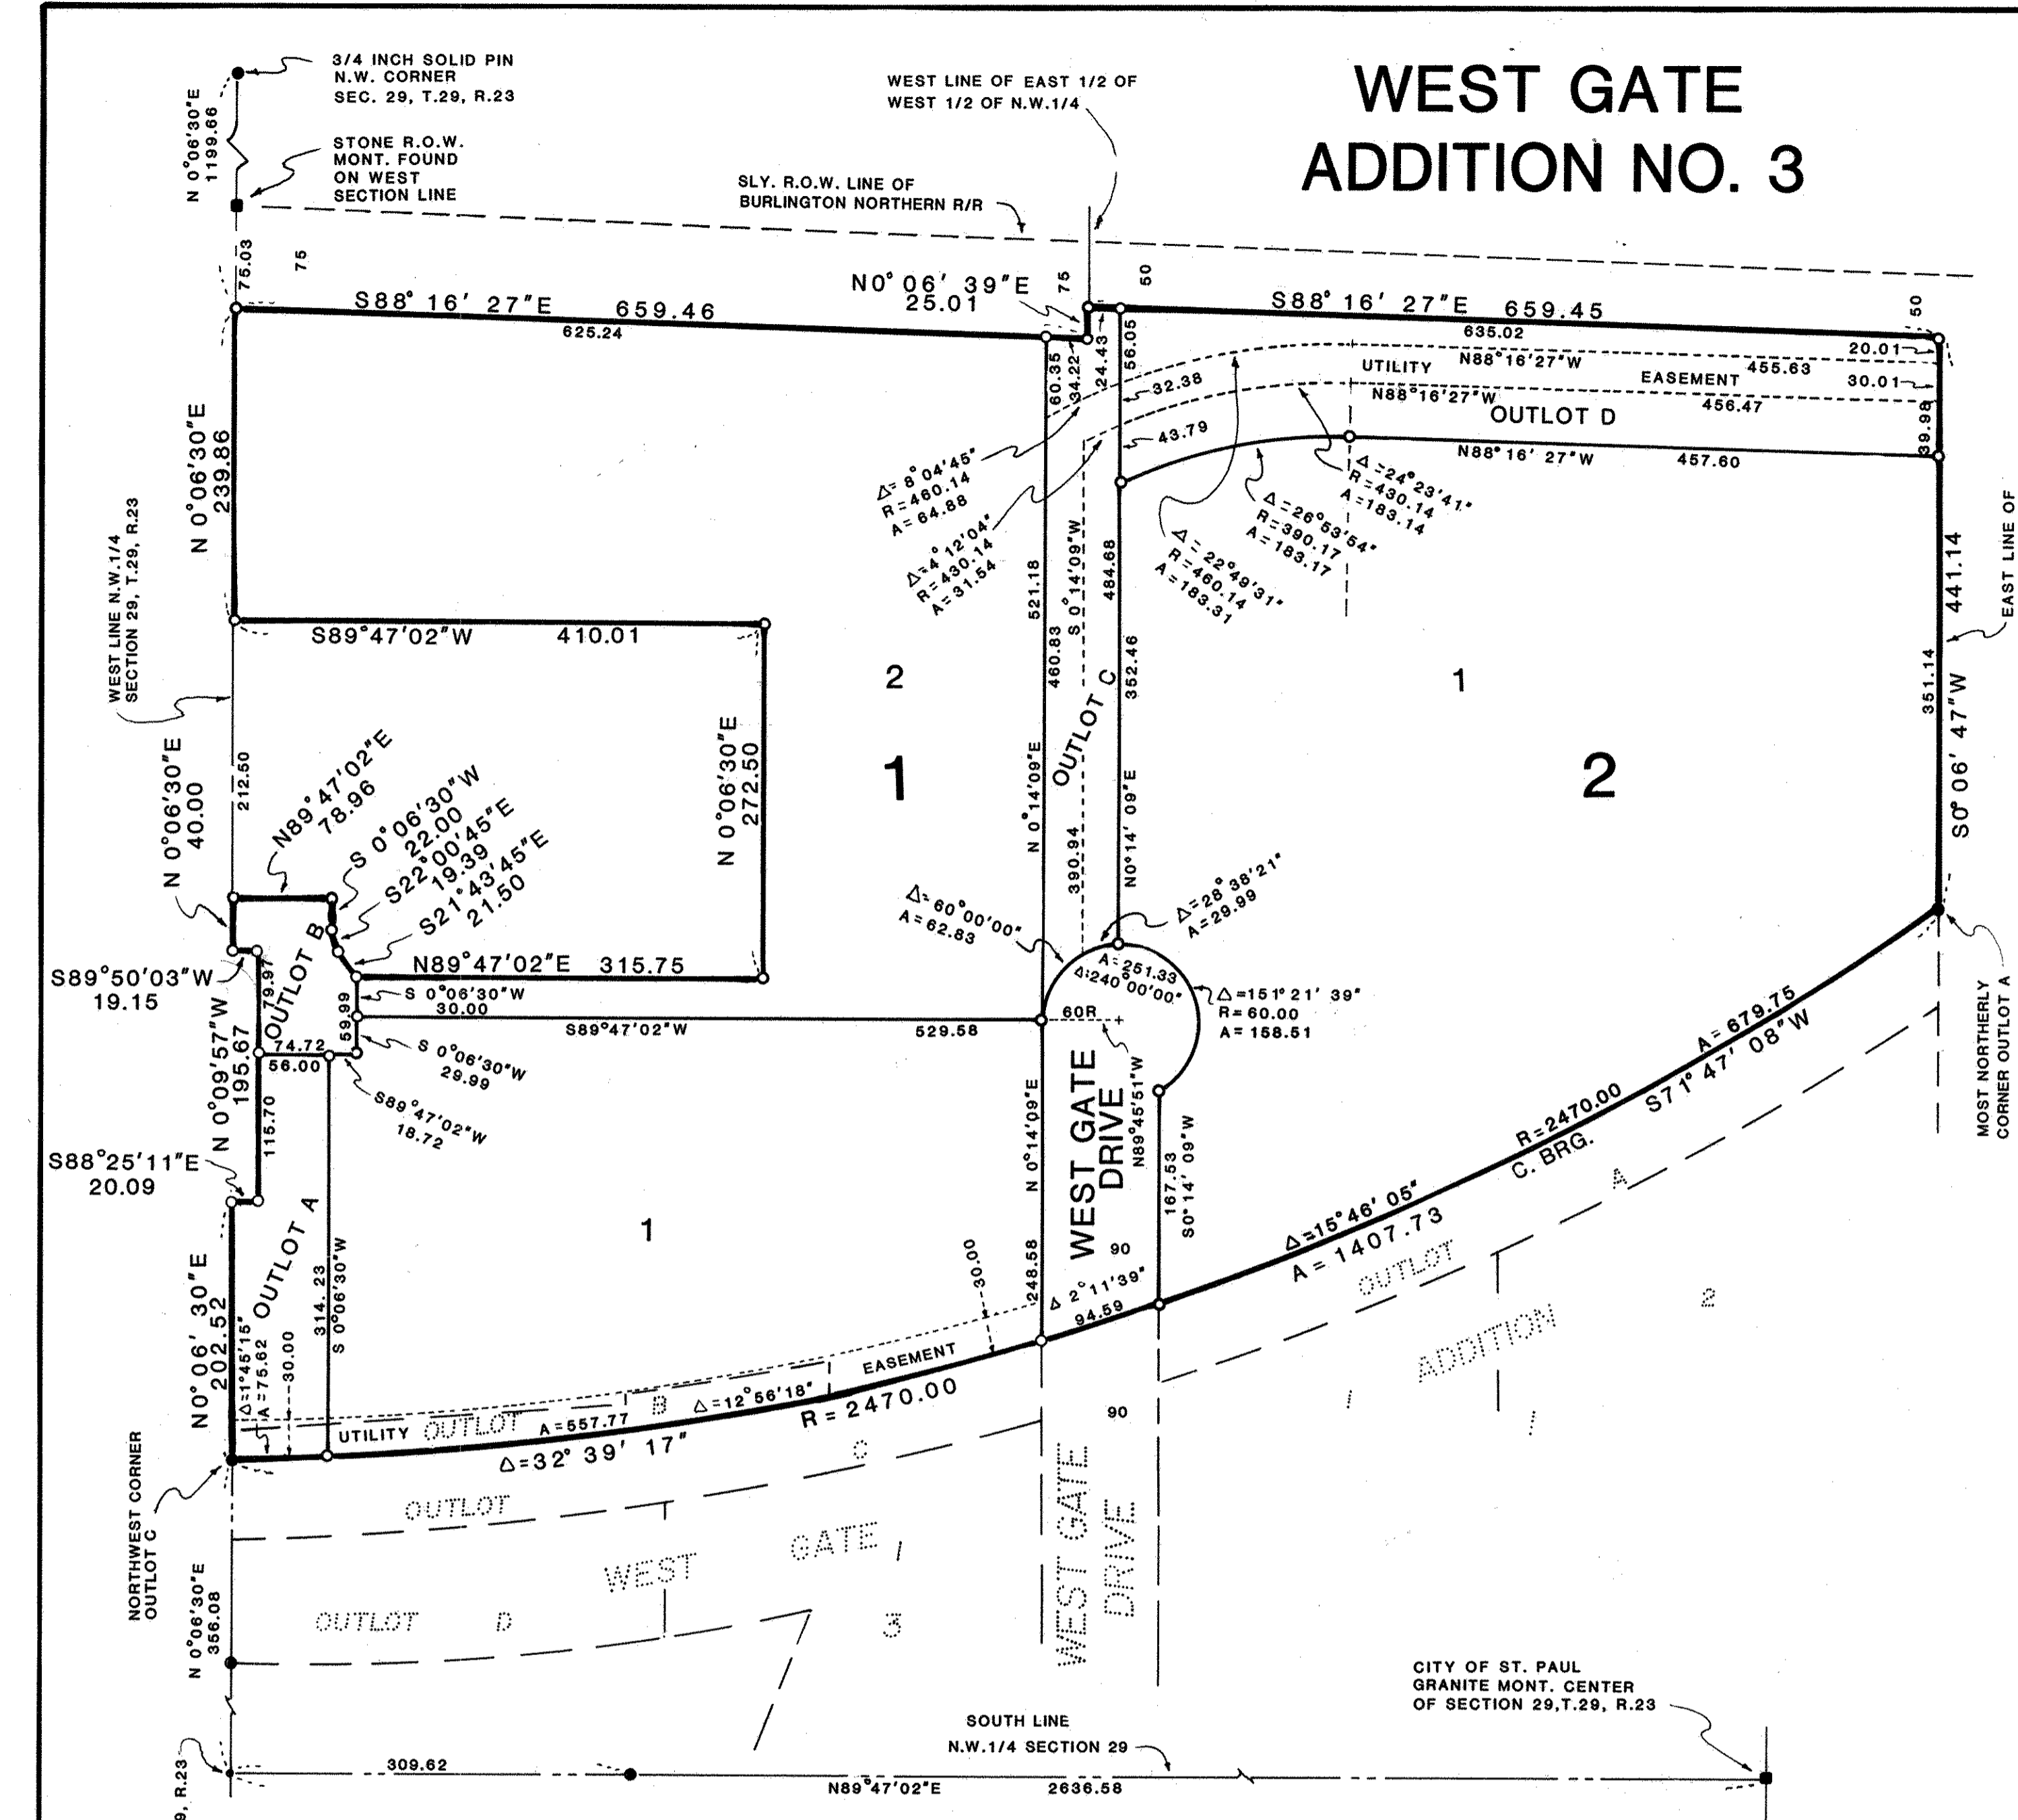 WEST GATE
ADDITION NO. 3
3/4 INCH SOLID PIN
N.W. CORNER
SEC. 29, T.29, R.23
N 0°06'30"E
1199.66
STONE R.O.W.
MONT. FOUND
ON WEST
SECTION LINE
WEST LINE OF EAST 1/2 OF
WEST 1/2 OF N.W.1/4
SLY. R.O.W. LINE OF
BURLINGTON NORTHERN R/R
75.03
75
75
50
50
N0° 06' 39"E
25.01
S88° 16' 27"E 659.46
625.24
S88° 16' 27"E 659.45
635.02
20.01
30.01
39.98
UTILITY
EASEMENT
N88°16'27"W
455.63
N88°16'27"W
456.47
OUTLOT D
N88°16' 27"W 457.60
60.35
34.22
24.43
56.05
32.38
43.79
Δ= 8°04'45"
R=460.14
A=64.88
Δ=4°12'04"
R=430.14
A=31.54
Δ=24°23'41"
R=430.14
A=183.14
Δ=26°53'54"
R=390.17
A=183.17
Δ= 22°49'31"
R=460.14
A=183.31
N 0°06'30"E
239.86
WEST LINE N.W.1/4
SECTION 29, T.29, R.23
S89°47'02"W 410.01
521.18
S 0°14'09"W
484.68
460.83
352.46
OUTLOT C
N 0°14'09"E
N0°14' 09"E
390.94
2
1
1
2
441.14
351.14
S0° 06' 47"W
EAST LINE OF
N 0°06'30"E
272.50
212.50
N 0°06'30"E
40.00
N89°47'02"E
78.96
S 0°06'30"W
22.00
S22°00'45"E
19.39
S21°43'45"E
21.50
N89°47'02"E 315.75
S89°50'03"W
19.15
79.97
OUTLOT B
S 0°06'30"W
30.00
59.99
S89°47'02"W
529.58
N 0°09'57"W
195.67
74.72
56.00
S 0°06'30"W
29.99
S89°47'02"W
18.72
115.70
Δ=60°00'00"
A=62.83
Δ=28°38'21"
A=29.99
A=251.33
Δ=240°00'00"
60R
Δ=151°21' 39"
R= 60.00
A= 158.51
N89°45'51"W
WEST GATE
DRIVE
167.53
S0°14' 09"W
N 0°14'09"E
248.58
90
S88°25'11"E
20.09
N0°06' 30"E
202.52
OUTLOT A
314.23
S 0°06'30"W
1
30.00
Δ=1°45'15"
A=75.62
30.00
Δ 2°11'39"
94.59
UTILITY
EASEMENT
OUTLOT B
A=557.77
Δ=12°56'18"
R = 2470.00
Δ=32° 39' 17"
A= 679.75
S71° 47' 08"W
R=2470.00
C. BRG.
Δ=15°46' 05"
A= 1407.73
MOST NORTHERLY
CORNER OUTLOT A
OUTLOT
A
ADDITION
2
1
1
90
OUTLOT
C
WEST
GATE
1
OUTLOT D
3
WEST GATE
DRIVE
NORTHWEST CORNER
OUTLOT C
N 0°06'30"E
356.08
CITY OF ST. PAUL
GRANITE MONT. CENTER
OF SECTION 29,T.29, R.23
SOUTH LINE
N.W.1/4 SECTION 29
309.62
N89°47'02"E 2636.58
9, R.23